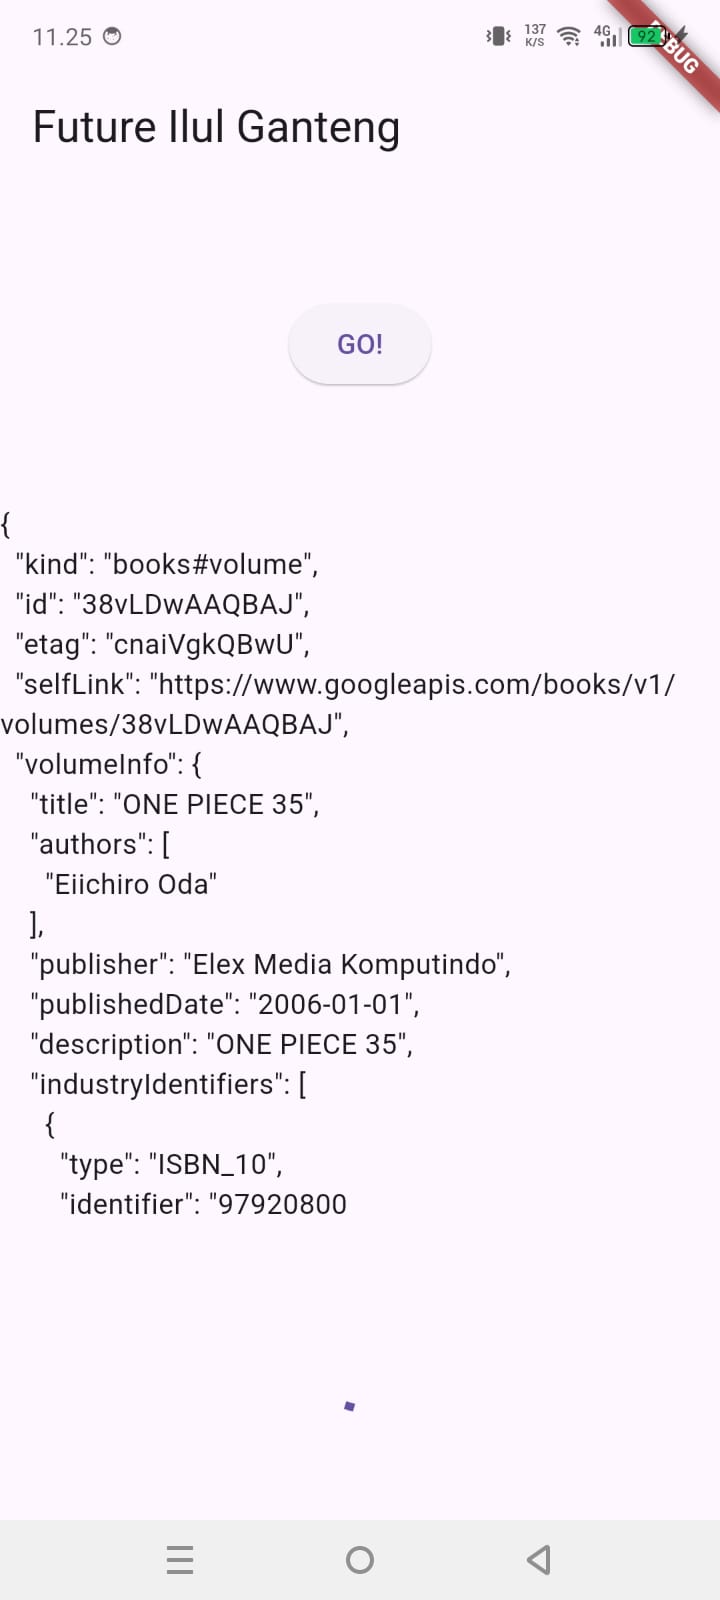 11.25
137
K/S
4G
92
BUG
Future Ilul Ganteng
GO!
{
"kind": "books#volume",
"id": "38vLDwAAQBAJ",
"etag": "cnaiVgkQBwU",
"selfLink": "https://www.googleapis.com/books/v1/
volumes/38vLDwAAQBAJ",
"volumeInfo": {
"title": "ONE PIECE 35",
"authors": [
"Eiichiro Oda"
],
"publisher": "Elex Media Komputindo",
"publishedDate": "2006-01-01",
"description": "ONE PIECE 35",
"industryIdentifiers": [
{
"type": "ISBN_10",
"identifier": "97920800